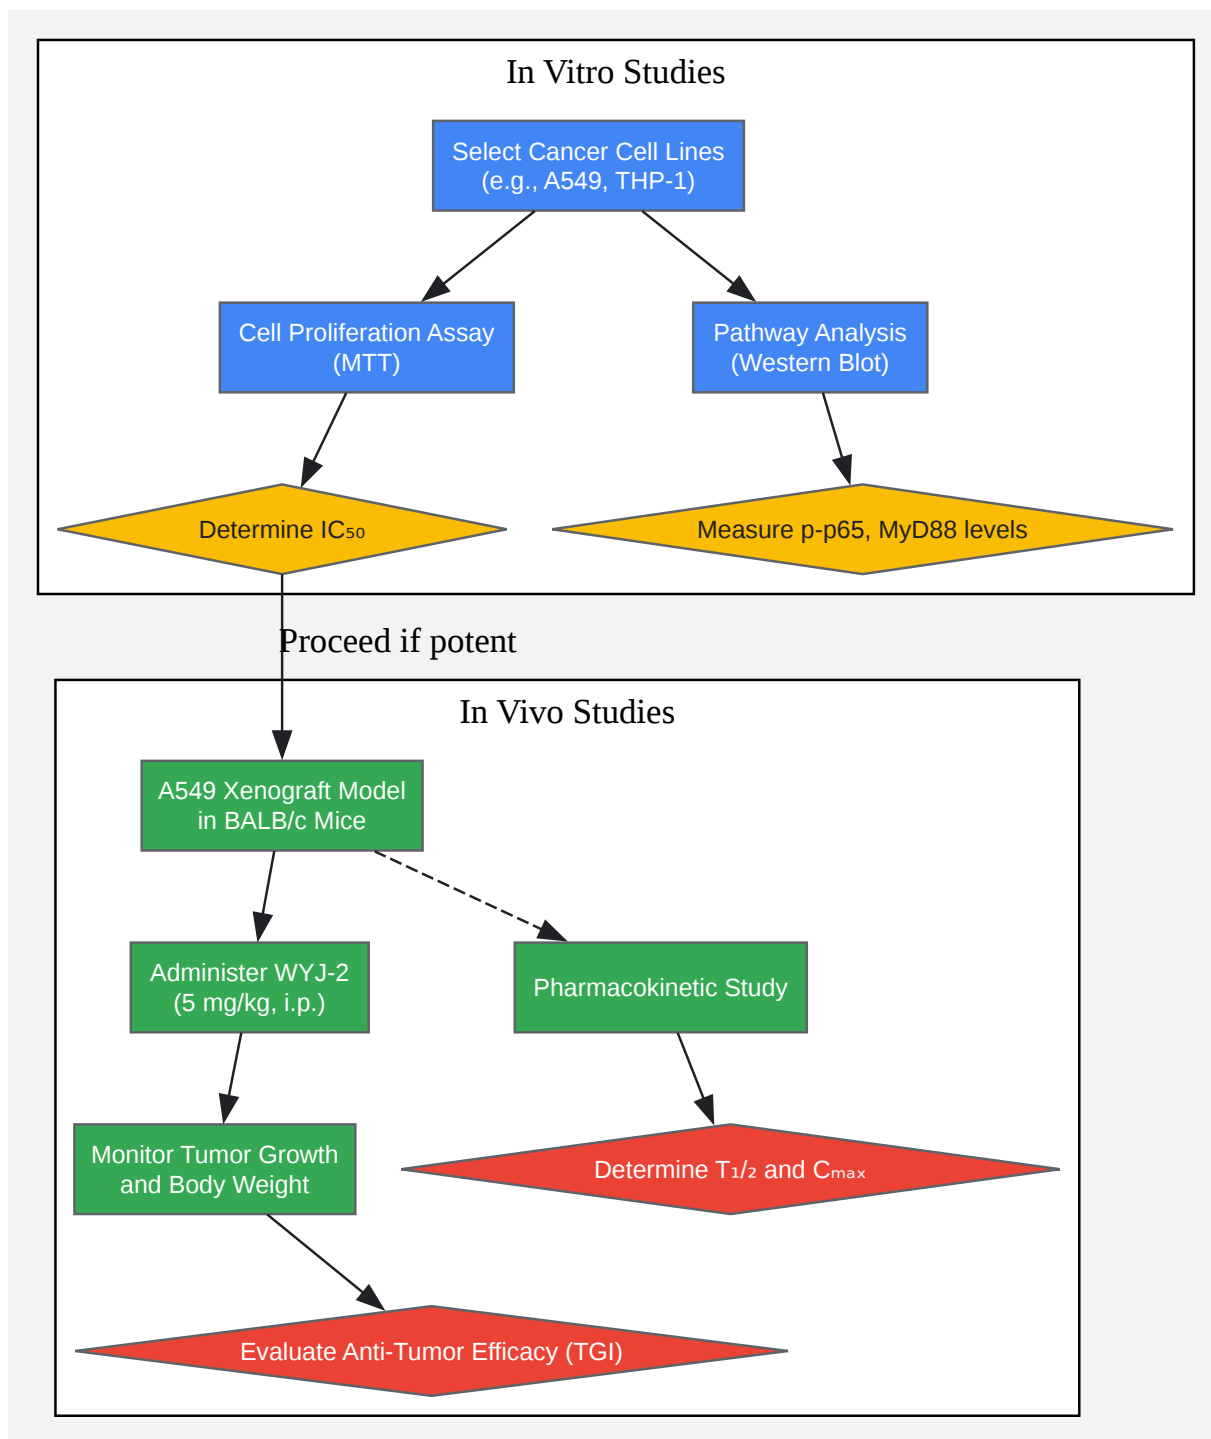 In Vitro Studies
Select Cancer Cell Lines
(e.g., A549, THP-1)
Cell Proliferation Assay
(MTT)
Pathway Analysis
(Western Blot)
Determine IC₅₀
Measure p-p65, MyD88 levels
Proceed if potent
In Vivo Studies
A549 Xenograft Model
in BALB/c Mice
Administer WYJ-2
(5 mg/kg, i.p.)
Pharmacokinetic Study
Monitor Tumor Growth
and Body Weight
Determine T₁/₂ and Cₘₐₓ
Evaluate Anti-Tumor Efficacy (TGI)